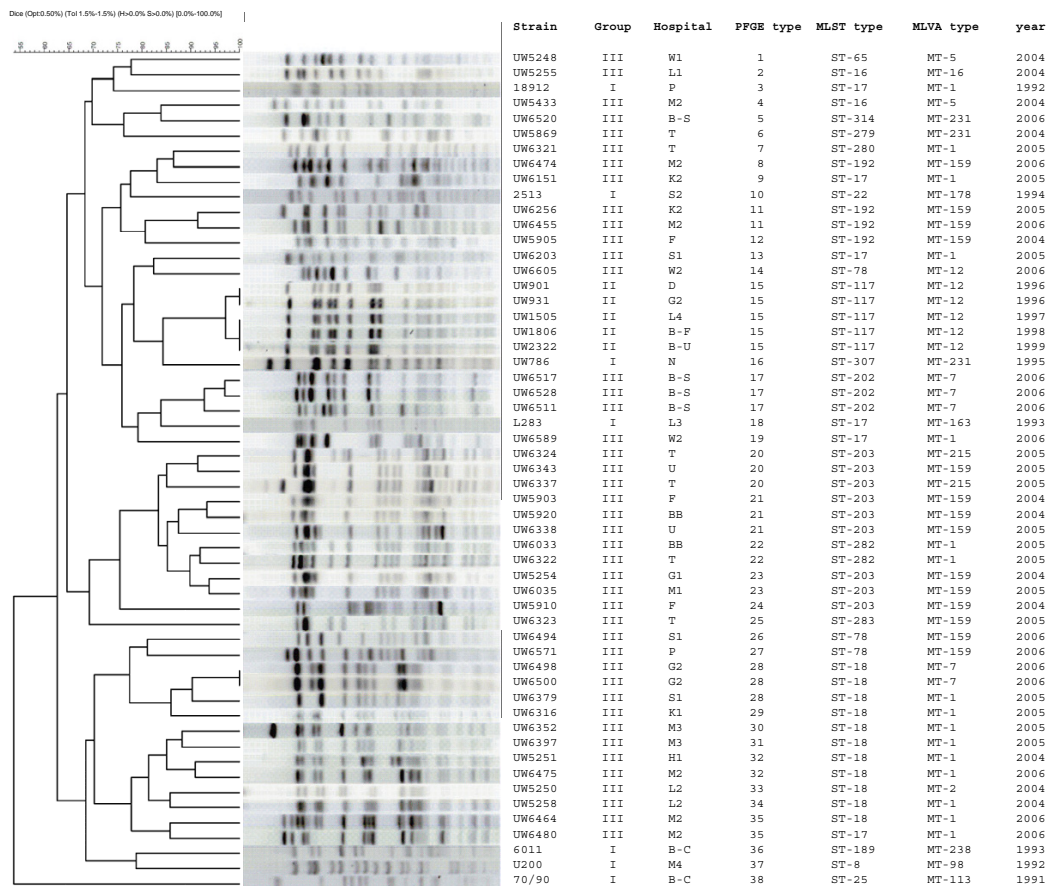 Dice (Opt:0.50%) (Tol 1.5%-1.5%) (H>0.0% S>0.0%) [0.0%-100.0%]
55 60 65 70 75 80 85 90 95 100
Strain Group Hospital PFGE type MLST type MLVA type year
UW5248 III W1 1 ST-65 MT-5 2004
UW5255 III L1 2 ST-16 MT-16 2004
18912 I P 3 ST-17 MT-1 1992
UW5433 III M2 4 ST-16 MT-5 2004
UW6520 III B-S 5 ST-314 MT-231 2006
UW5869 III T 6 ST-279 MT-231 2004
UW6321 III T 7 ST-280 MT-1 2005
UW6474 III M2 8 ST-192 MT-159 2006
UW6151 III K2 9 ST-17 MT-1 2005
2513 I S2 10 ST-22 MT-178 1994
UW6256 III K2 11 ST-192 MT-159 2005
UW6455 III M2 11 ST-192 MT-159 2006
UW5905 III F 12 ST-192 MT-159 2004
UW6203 III S1 13 ST-17 MT-1 2005
UW6605 III W2 14 ST-78 MT-12 2006
UW901 II D 15 ST-117 MT-12 1996
UW931 II G2 15 ST-117 MT-12 1996
UW1505 II L4 15 ST-117 MT-12 1997
UW1806 II B-F 15 ST-117 MT-12 1998
UW2322 II B-U 15 ST-117 MT-12 1999
UW786 I N 16 ST-307 MT-231 1995
UW6517 III B-S 17 ST-202 MT-7 2006
UW6528 III B-S 17 ST-202 MT-7 2006
UW6511 III B-S 17 ST-202 MT-7 2006
L283 I L3 18 ST-17 MT-163 1993
UW6589 III W2 19 ST-17 MT-1 2006
UW6324 III T 20 ST-203 MT-215 2005
UW6343 III U 20 ST-203 MT-159 2005
UW6337 III T 20 ST-203 MT-215 2005
UW5903 III F 21 ST-203 MT-159 2004
UW5920 III BB 21 ST-203 MT-159 2004
UW6338 III U 21 ST-203 MT-159 2005
UW6033 III BB 22 ST-282 MT-1 2005
UW6322 III T 22 ST-282 MT-1 2005
UW5254 III G1 23 ST-203 MT-159 2004
UW6035 III M1 23 ST-203 MT-159 2005
UW5910 III F 24 ST-203 MT-159 2004
UW6323 III T 25 ST-283 MT-159 2005
UW6494 III S1 26 ST-78 MT-159 2006
UW6571 III P 27 ST-78 MT-159 2006
UW6498 III G2 28 ST-18 MT-7 2006
UW6500 III G2 28 ST-18 MT-7 2006
UW6379 III S1 28 ST-18 MT-1 2005
UW6316 III K1 29 ST-18 MT-1 2005
UW6352 III M3 30 ST-18 MT-1 2005
UW6397 III M3 31 ST-18 MT-1 2005
UW5251 III H1 32 ST-18 MT-1 2004
UW6475 III M2 32 ST-18 MT-1 2006
UW5250 III L2 33 ST-18 MT-2 2004
UW5258 III L2 34 ST-18 MT-1 2004
UW6464 III M2 35 ST-18 MT-1 2006
UW6480 III M2 35 ST-17 MT-1 2006
6011 I B-C 36 ST-189 MT-238 1993
U200 I M4 37 ST-8 MT-98 1992
70/90 I B-C 38 ST-25 MT-113 1991